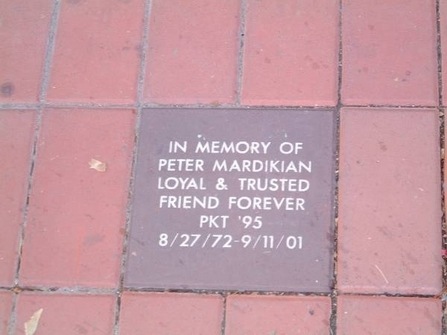 IN MEMORY OF
PETER MARDIKIAN
LOYAL & TRUSTED
FRIEND FOREVER
PKT '95
8/27/72-9/11/01